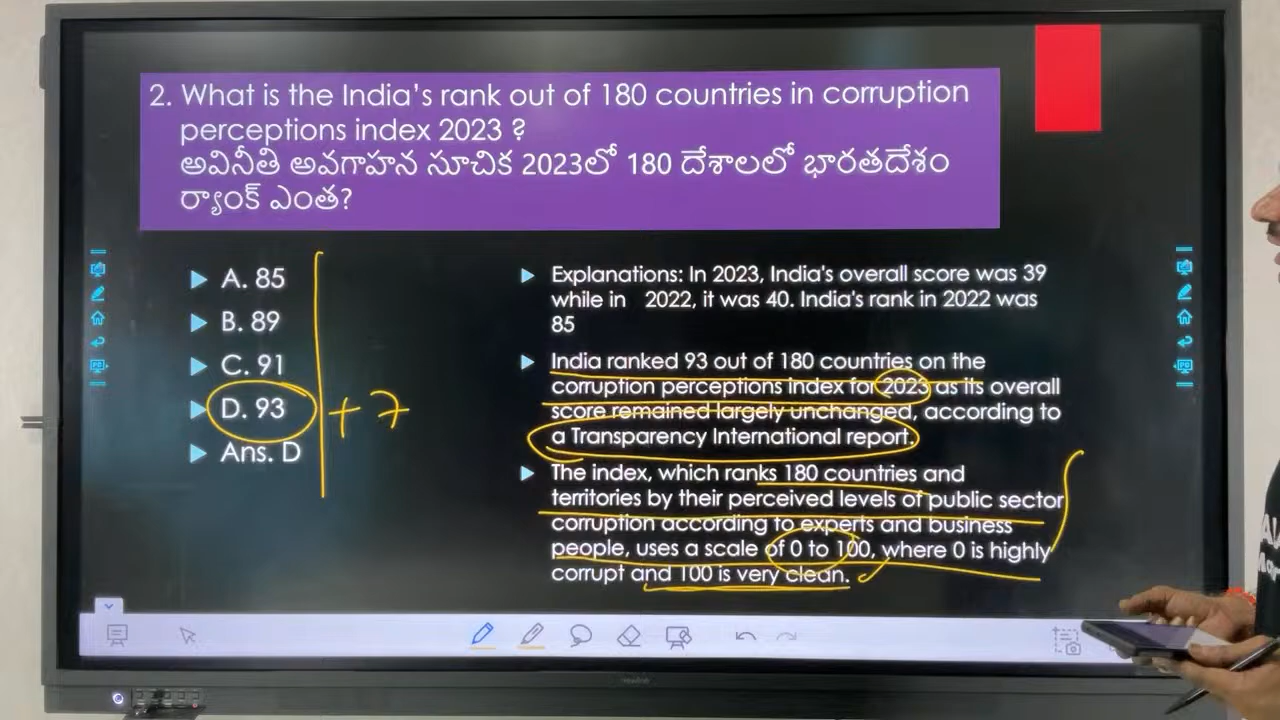 2. What is the India's rank out of 180 countries in corruption
perceptions index 2023 ?
అవినీతి అవగాహన సూచిక 2023లో 180 దేశాలలో భారతదేశం
ర్యాంక్ ఎంత?
A. 85
B. 89
C. 91
D. 93
Ans. D
+7
Explanations: In 2023, India's overall score was 39
while in 2022, it was 40. India's rank in 2022 was
85
India ranked 93 out of 180 countries on the
corruption perceptions index for 2023 as its overall
score remained largely unchanged, according to
a Transparency International report.
The index, which ranks 180 countries and
territories by their perceived levels of public sector
corruption according to experts and business
people, uses a scale of 0 to 100, where 0 is highly
corrupt and 100 is very clean.